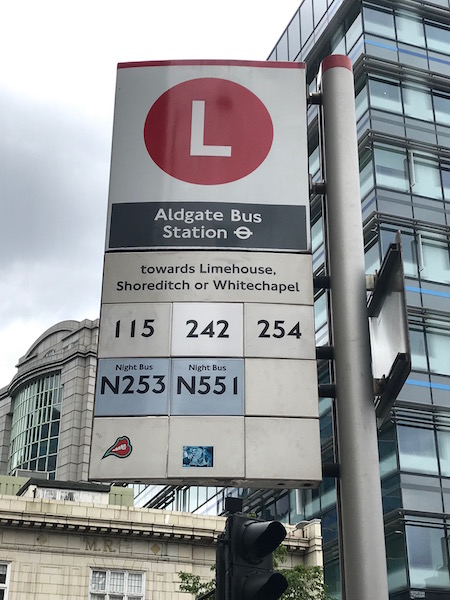 L
Aldgate Bus
Station
towards Limehouse,
Shoreditch or Whitechapel
115 242 254
Night Bus Night Bus
N253 N551
M.R.